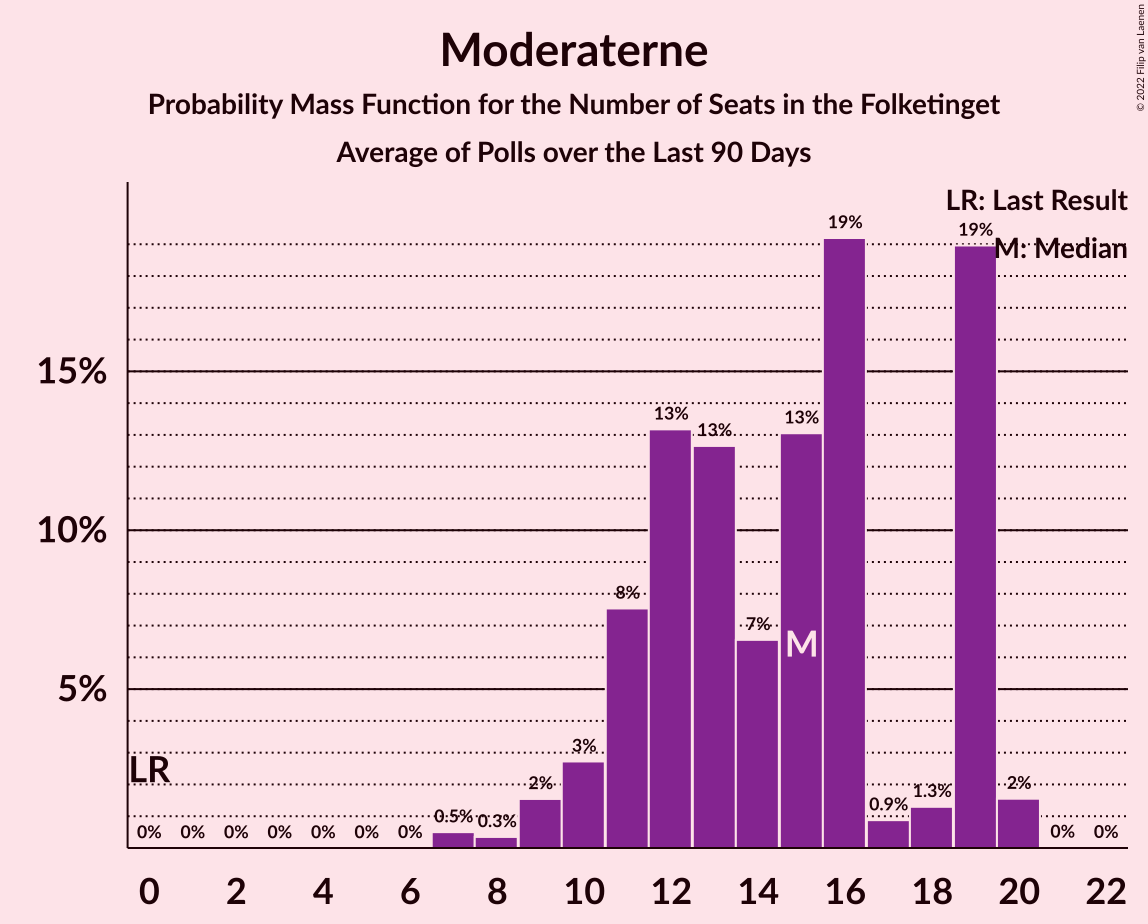 Moderaterne
Probability Mass Function for the Number of Seats in the Folketinget
Average of Polls over the Last 90 Days
© 2022 Filip van Laenen
LR: Last Result
M: Median
19%
19%
15%
13%
13%
13%
10%
8%
7%
M
5%
3%
LR
2%
2%
1.3%
0.9%
0.5%
0.3%
0%
0%
0%
0%
0%
0%
0%
0%
0%
0 2 4 6 8 10 12 14 16 18 20 22